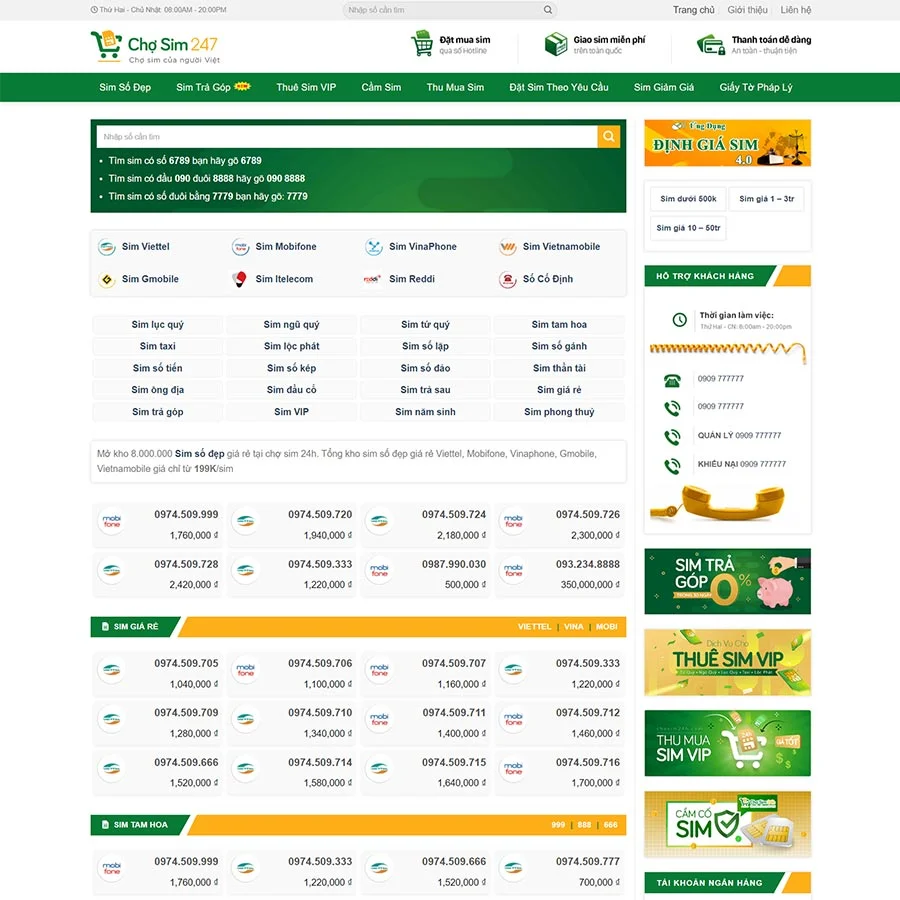 Thứ Hai - Chủ Nhật 08:00AM - 20:00PM
Nhập số cần tìm
Trang chủ Giới thiệu Liên hệ
Chợ Sim 247
Chợ sim của người Việt
Đặt mua sim
qua số Hotline
Giao sim miễn phí
trên toàn quốc
Thanh toán dễ dàng
An toàn - thuận tiện
Sim Số Đẹp Sim Trả Góp NEW Thuê Sim VIP Cầm Sim Thu Mua Sim Đặt Sim Theo Yêu Cầu Sim Giảm Giá Giấy Tờ Pháp Lý
Nhập số cần tìm
Tìm sim có số 6789 bạn hãy gõ 6789
Tìm sim có đầu 090 đuôi 8888 hãy gõ 090 8888
Tìm sim có số đuôi bằng 7779 bạn hãy gõ: 7779
Sim Viettel Sim Mobifone Sim VinaPhone Sim Vietnamobile
Sim Gmobile Sim Itelecom Sim Reddi Số Cố Định
Sim lục quý Sim ngũ quý Sim tứ quý Sim tam hoa
Sim taxi Sim lộc phát Sim số lặp Sim số gánh
Sim số tiến Sim số kép Sim số đảo Sim thần tài
Sim ông địa Sim đầu cổ Sim trả sau Sim giá rẻ
Sim trả góp Sim VIP Sim năm sinh Sim phong thuỷ
Mở kho 8.000.000 Sim số đẹp giá rẻ tại chợ sim 24h. Tổng kho sim số đẹp giá rẻ Viettel, Mobifone, Vinaphone, Gmobile,
Vietnamobile giá chỉ từ 199K/sim
mobifone 0974.509.999 0974.509.720 0974.509.724 mobifone 0974.509.726
1,760,000 ₫ 1,940,000 ₫ 2,180,000 ₫ 2,300,000 ₫
0974.509.728 0974.509.333 mobifone 0987.990.030 mobifone 093.234.8888
2,420,000 ₫ 1,220,000 ₫ 500,000 ₫ 350,000,000 ₫
SIM GIÁ RẺ VIETTEL | VINA | MOBI
0974.509.705 mobifone 0974.509.706 mobifone 0974.509.707 0974.509.333
1,040,000 ₫ 1,100,000 ₫ 1,160,000 ₫ 1,220,000 ₫
0974.509.709 0974.509.710 mobifone 0974.509.711 mobifone 0974.509.712
1,280,000 ₫ 1,340,000 ₫ 1,400,000 ₫ 1,460,000 ₫
0974.509.666 0974.509.714 0974.509.715 mobifone 0974.509.716
1,520,000 ₫ 1,580,000 ₫ 1,640,000 ₫ 1,700,000 ₫
SIM TAM HOA 999 | 888 | 666
mobifone 0974.509.999 0974.509.333 0974.509.666 0974.509.777
1,760,000 ₫ 1,220,000 ₫ 1,520,000 ₫ 700,000 ₫
Ứng Dụng
ĐỊNH GIÁ SIM
4.0
Sim dưới 500k Sim giá 1 – 3tr
Sim giá 10 – 50tr
HỖ TRỢ KHÁCH HÀNG
Thời gian làm việc:
Thứ Hai - CN: 8:00am - 20:00pm
0909 777777
0909 777777
QUẢN LÝ 0909 777777
KHIẾU NẠI 0909 777777
SIM TRẢ
GÓP 0%
Dịch Vụ Cho
THUÊ SIM VIP
THU MUA
SIM VIP
GIÁ TỐT
CẦM CỐ
SIM
TÀI KHOẢN NGÂN HÀNG